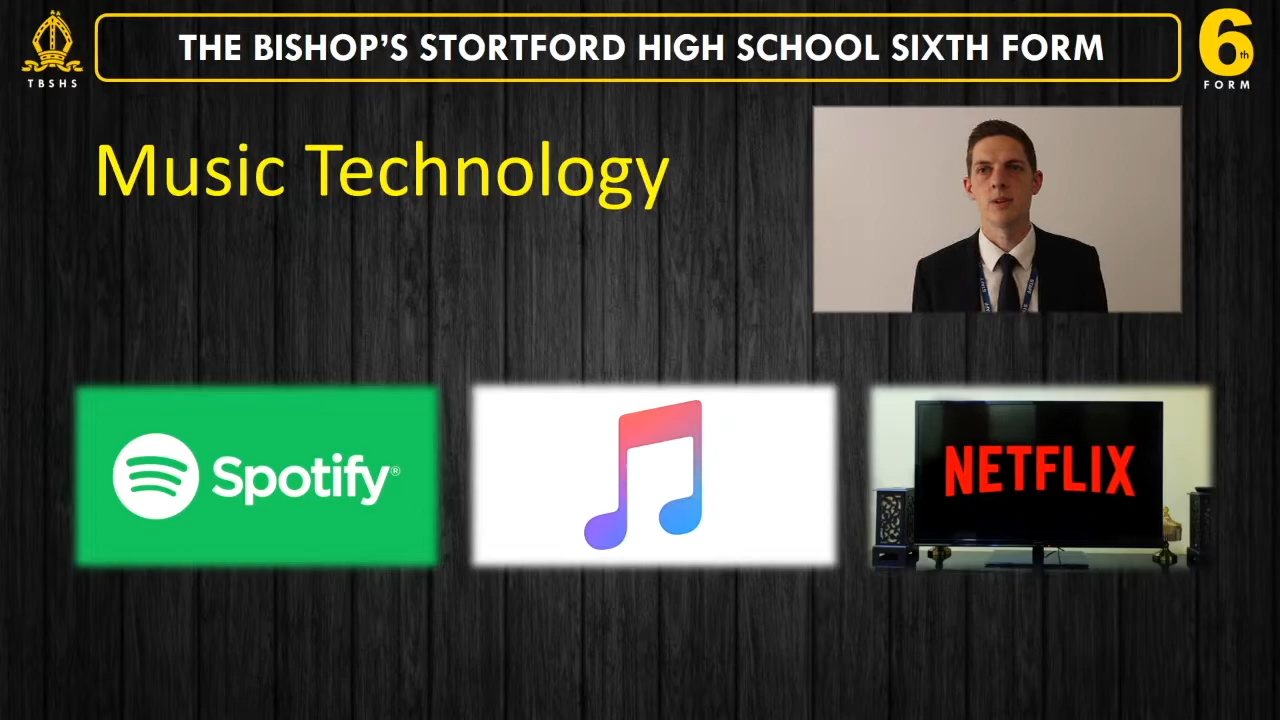 THE BISHOP'S STORTFORD HIGH SCHOOL SIXTH FORM
TBSHS
6th
FORM
Music Technology
Spotify®
NETFLIX